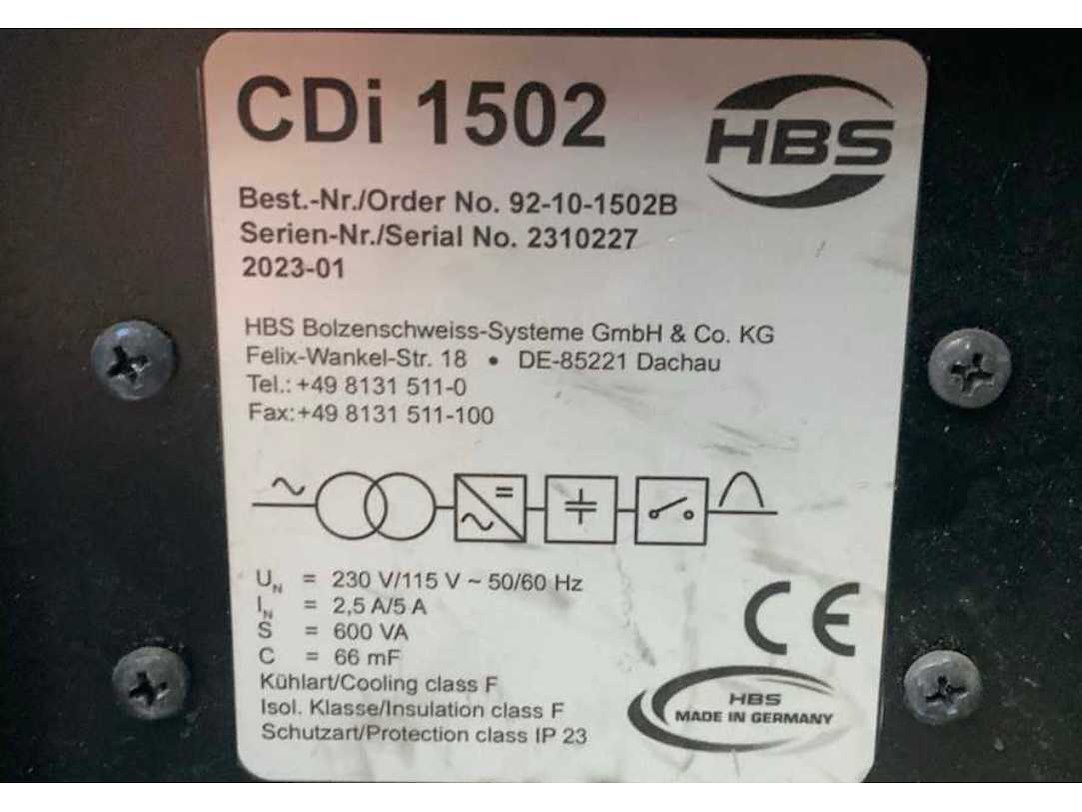 CDi 1502
HBS
Best.-Nr./Order No. 92-10-1502B
Serien-Nr./Serial No. 2310227
2023-01
HBS Bolzenschweiss-Systeme GmbH & Co. KG
Felix-Wankel-Str. 18 • DE-85221 Dachau
Tel.: +49 8131 511-0
Fax:+49 8131 511-100
U_N = 230 V/115 V ~ 50/60 Hz
I_N = 2,5 A/5 A
S = 600 VA
C = 66 mF
Kühlart/Cooling class F
Isol. Klasse/Insulation class F
Schutzart/Protection class IP 23
CE
HBS
MADE IN GERMANY